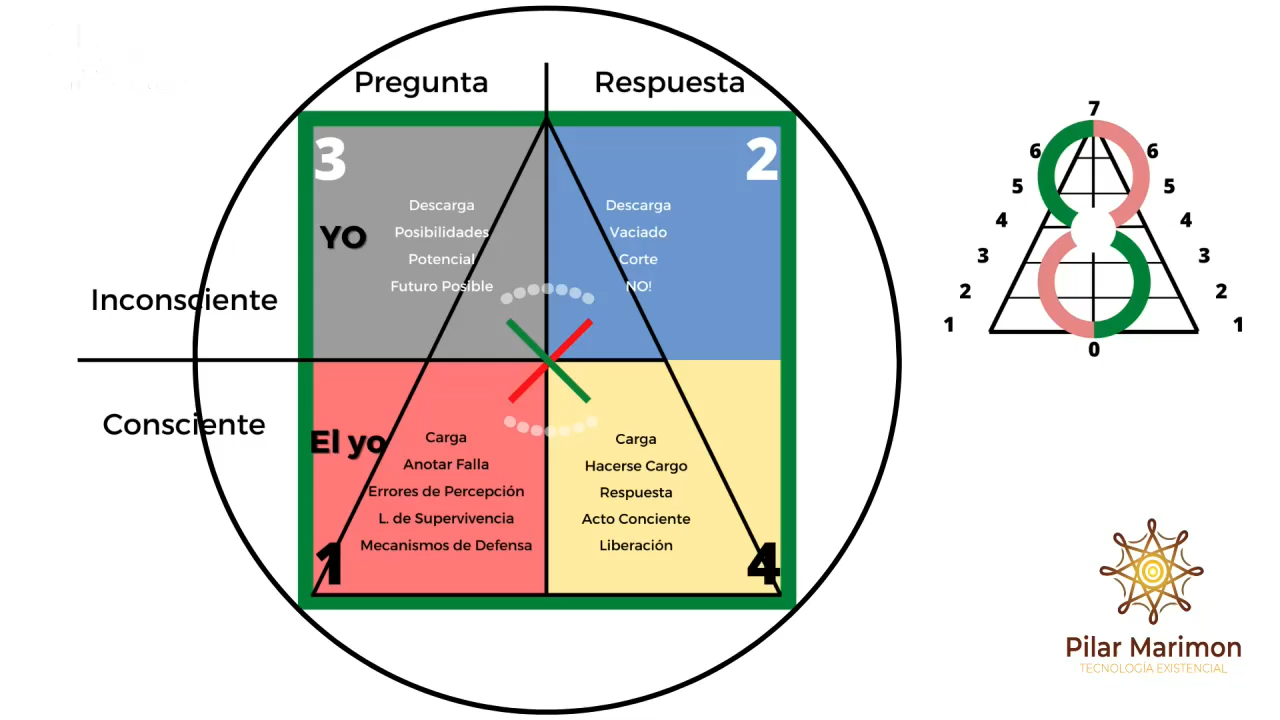 Pregunta
Respuesta
3
2
Descarga
Posibilidades
Potencial
Futuro Posible
YO
Descarga
Vaciado
Corte
NO!
Inconsciente
Consciente
El yo
Carga
Anotar Falla
Errores de Percepción
L. de Supervivencia
Mecanismos de Defensa
1
Carga
Hacerse Cargo
Respuesta
Acto Conciente
Liberación
4
7
6 6
5 5
4 4
3 3
2 2
1 1
0
Pilar Marimon
TECNOLOGÍA EXISTENCIAL